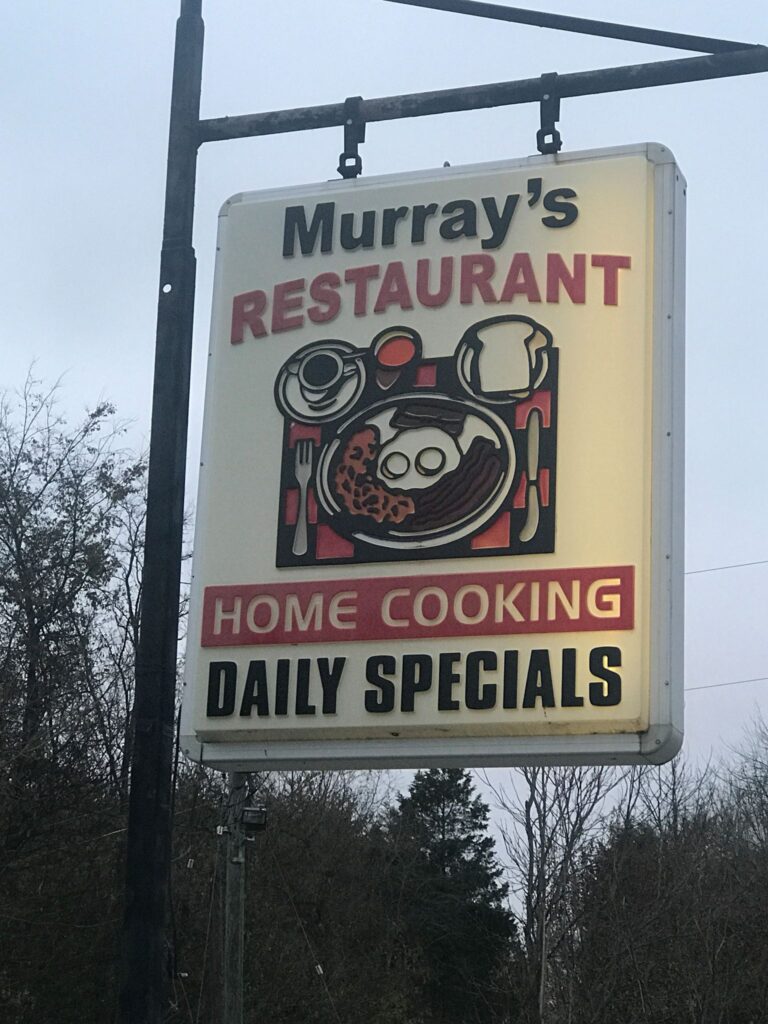 Murray's
RESTAURANT
HOME COOKING
DAILY SPECIALS